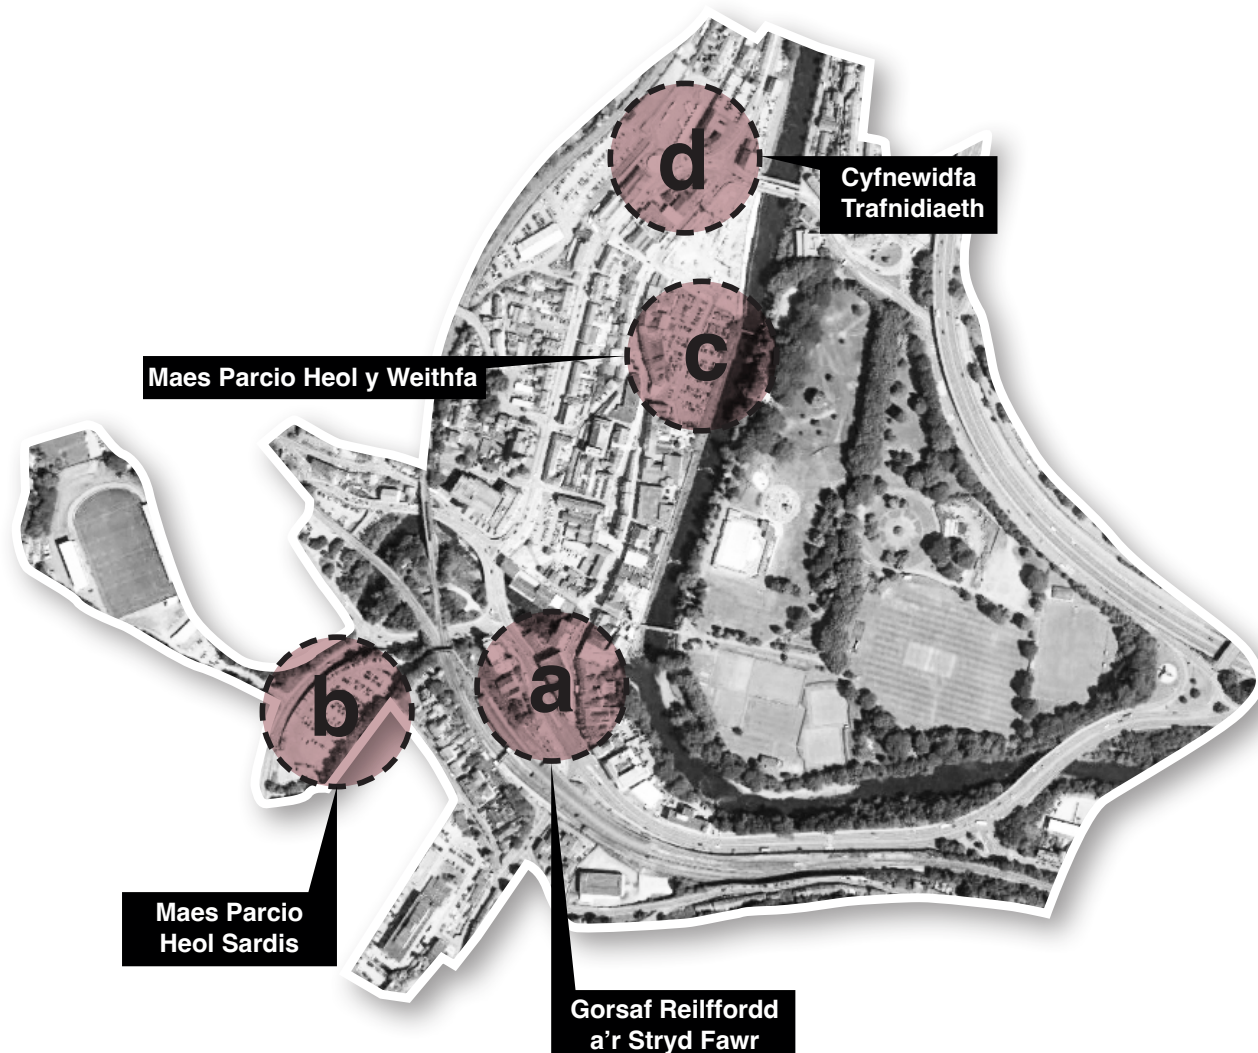 d
Cyfnewidfa
Trafnidiaeth
c
Maes Parcio Heol y Weithfa
a
b
Maes Parcio
Heol Sardis
Gorsaf Reilffordd
a'r Stryd Fawr